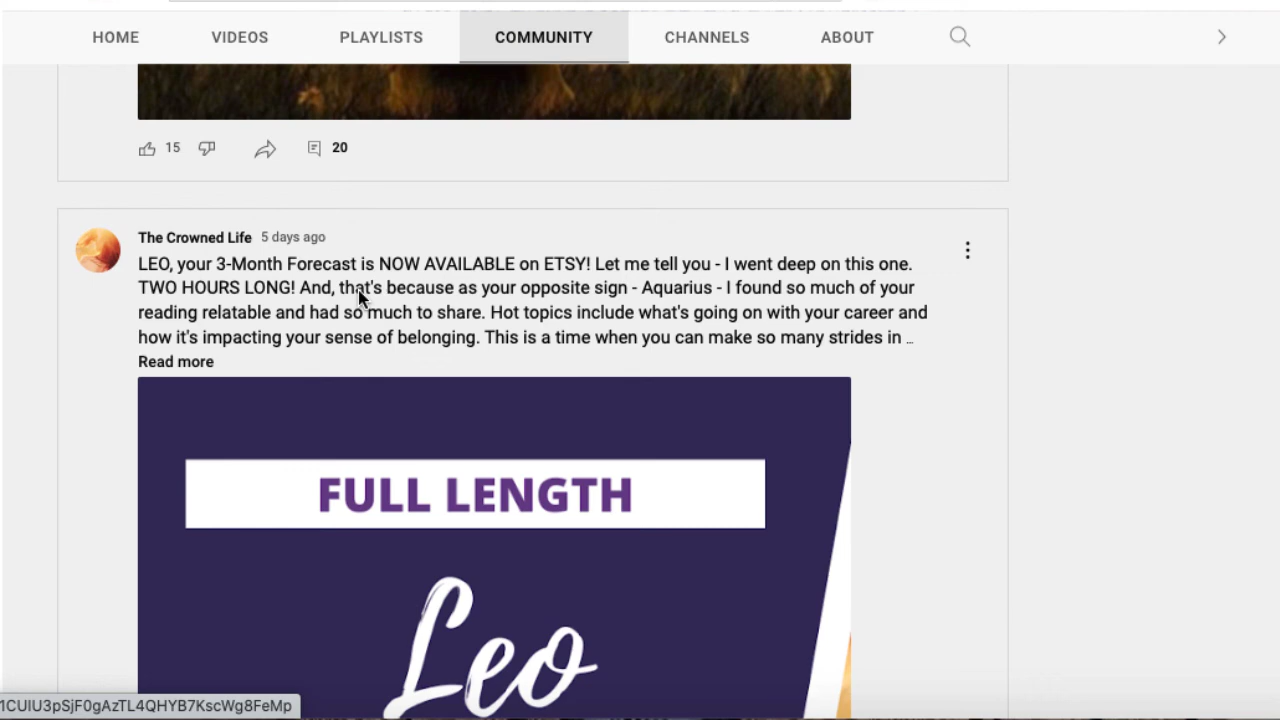 HOME VIDEOS PLAYLISTS COMMUNITY CHANNELS ABOUT
15 20
The Crowned Life 5 days ago
LEO, your 3-Month Forecast is NOW AVAILABLE on ETSY! Let me tell you - I went deep on this one.
TWO HOURS LONG! And, that's because as your opposite sign - Aquarius - I found so much of your
reading relatable and had so much to share. Hot topics include what's going on with your career and
how it's impacting your sense of belonging. This is a time when you can make so many strides in ...
Read more
FULL LENGTH
Leo
1CUIU3pSjF0gAzTL4QHYB7KscWg8FeMp